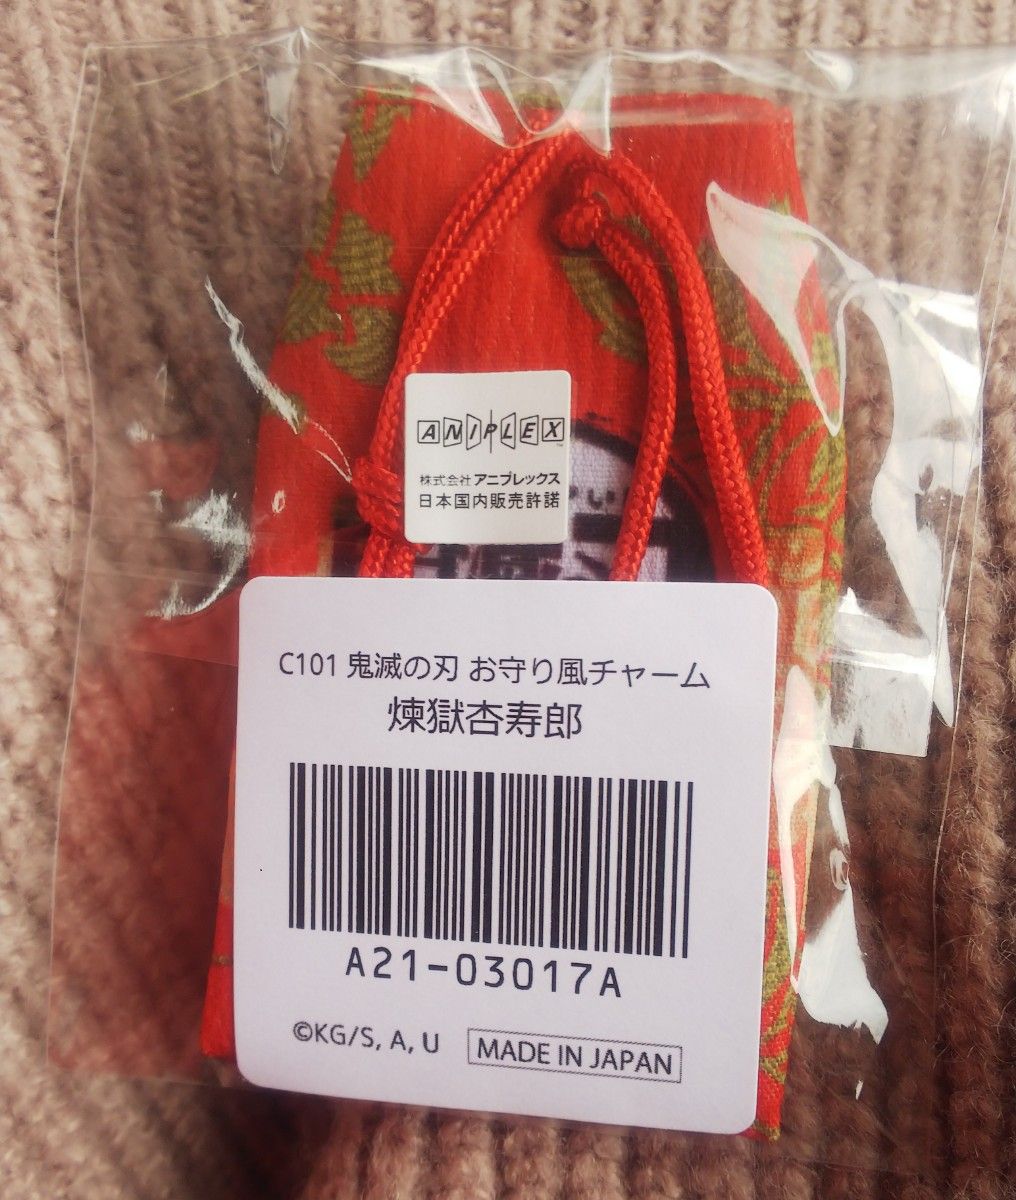 ANIPLEX
株式会社 アニプレックス
日本国内販売許諾
C101 鬼滅の刃 お守り風チャーム
煉獄杏寿郎
A21-03017A
©KG/S, A, U
MADE IN JAPAN